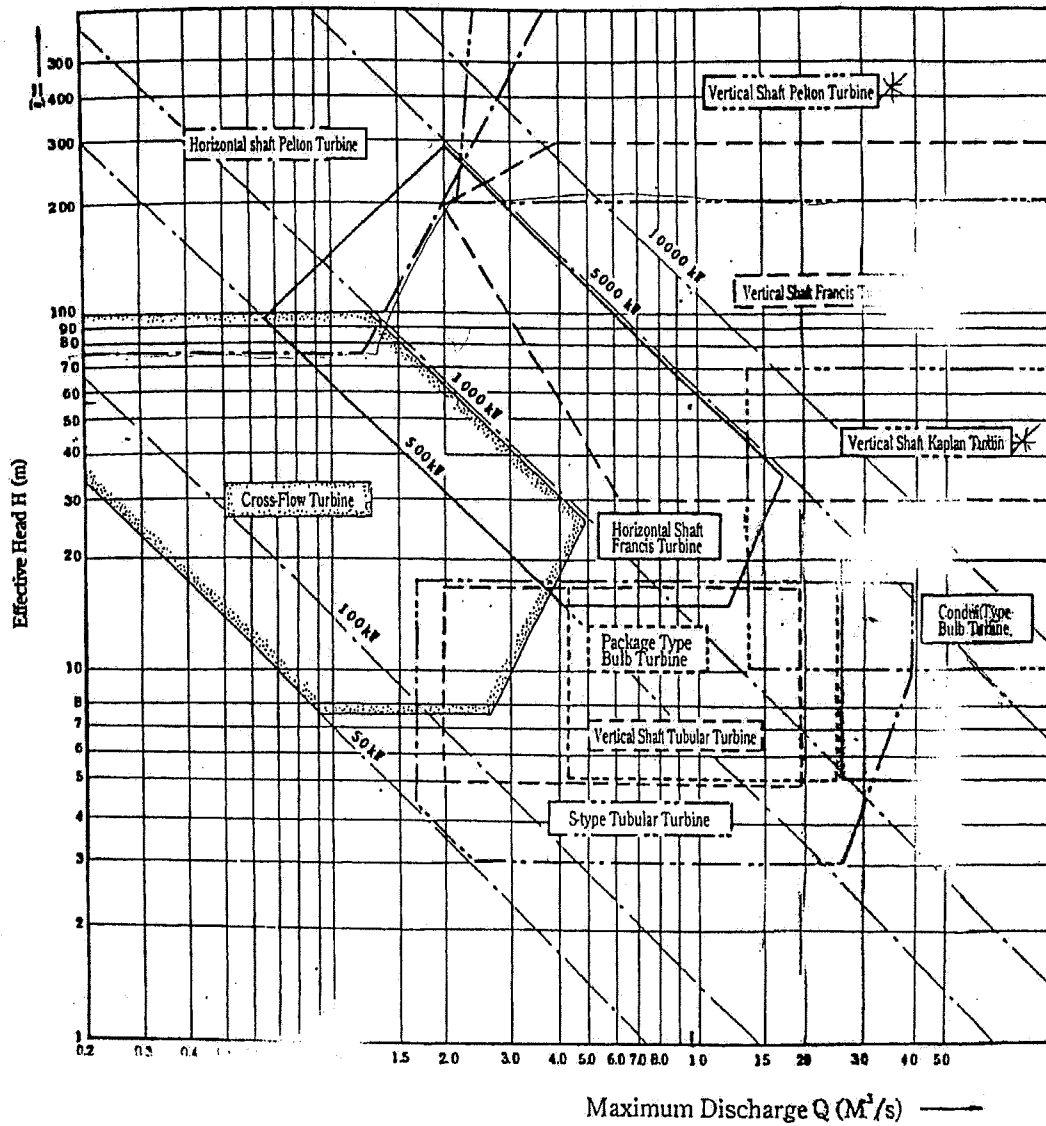 300
400
300
200
100
90
80
70
60
50
40
30
20
10
8
7
6
5
4
3
2
1
Effective Head H (m)
Vertical Shaft Pelton Turbine
Horizontal shaft Pelton Turbine
10000 kW
5000 kW
Vertical Shaft Francis
1000 kW
500 kW
Vertical Shaft Kaplan Turbin
Cross-Flow Turbine
Horizontal Shaft
Francis Turbine
100 kW
Package Type
Bulb Turbine
Conduit Type
Bulb Turbine
50 kW
Vertical Shaft Tubular Turbine
S-type Tubular Turbine
0.2 0.3 0.4 1.5 2.0 3.0 4.0 5.0 6.0 7.0 8.0 10 15 20 30 40 50
Maximum Discharge Q (M³/s)